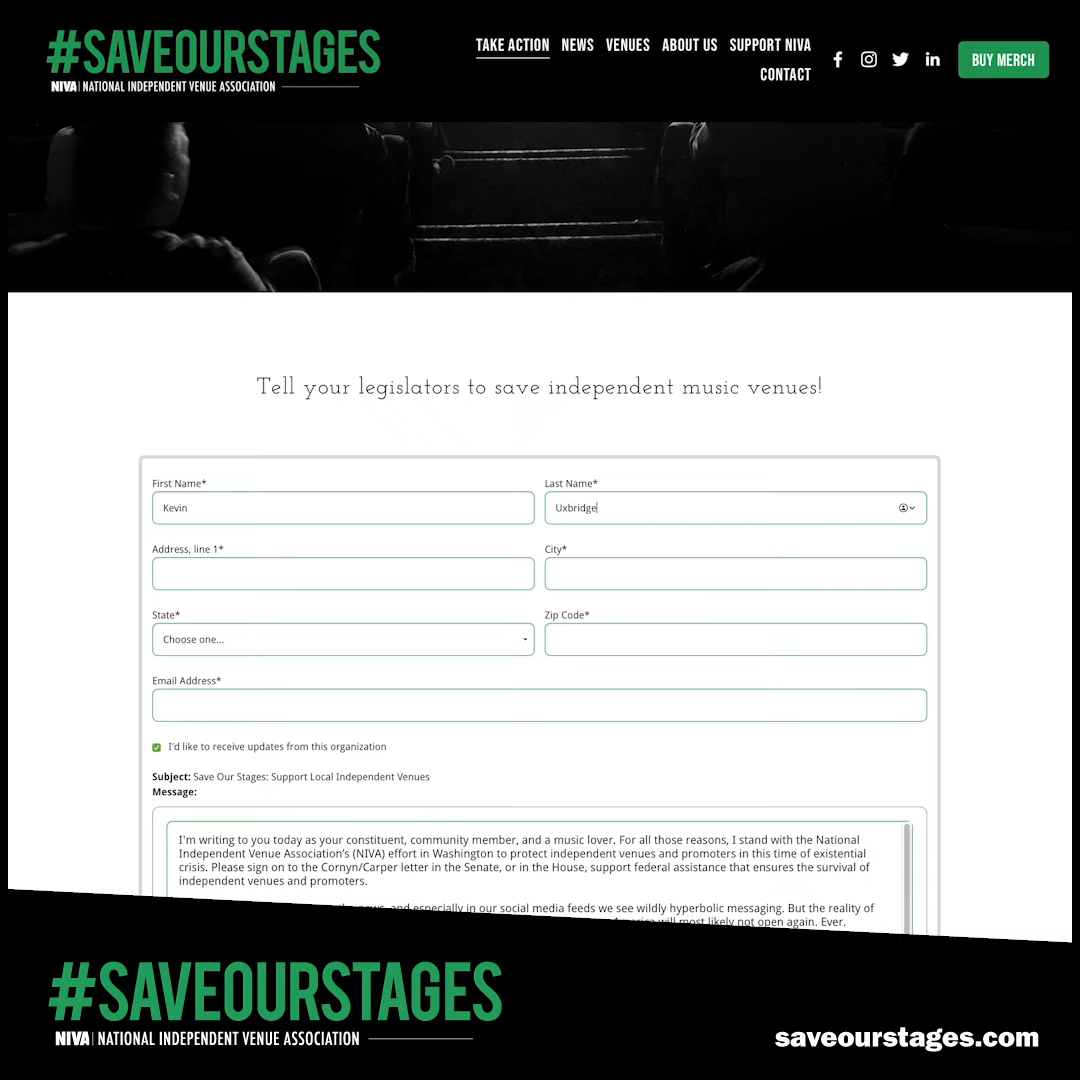 #SAVEOURSTAGES
NIVA | NATIONAL INDEPENDENT VENUE ASSOCIATION
TAKE ACTION NEWS VENUES ABOUT US SUPPORT NIVA
CONTACT
BUY MERCH
Tell your legislators to save independent music venues!
First Name* Last Name*
Kevin Uxbridge
Address, line 1* City*
State* Zip Code*
Choose one...
Email Address*
I'd like to receive updates from this organization
Subject: Save Our Stages: Support Local Independent Venues
Message:
I'm writing to you today as your constituent, community member, and a music lover. For all those reasons, I stand with the National
Independent Venue Association's (NIVA) effort in Washington to protect independent venues and promoters in this time of existential
crisis. Please sign on to the Cornyn/Carper letter in the Senate, or in the House, support federal assistance that ensures the survival of
independent venues and promoters.
and especially in our social media feeds we see wildly hyperbolic messaging. But the reality of
will most likely not open again. Ever.
#SAVEOURSTAGES
NIVA | NATIONAL INDEPENDENT VENUE ASSOCIATION
saveourstages.com